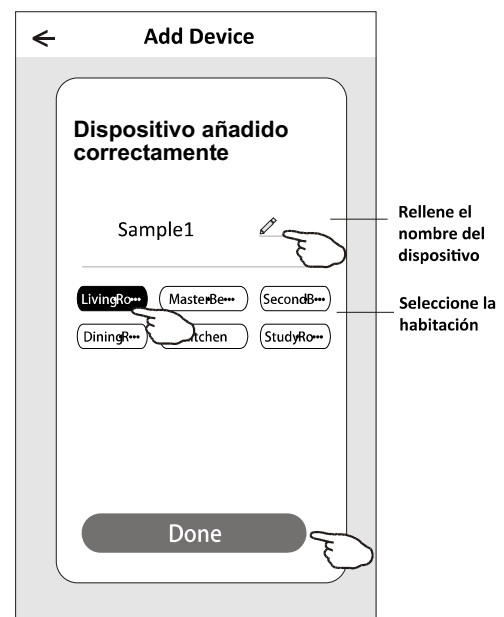 Add Device
Dispositivo añadido
correctamente
Sample1
Rellene el
nombre del
dispositivo
LivingRo•••
MasterBe•••
SecondB•••
Seleccione la
habitación
DiningR•••
StudyRo•••
Done